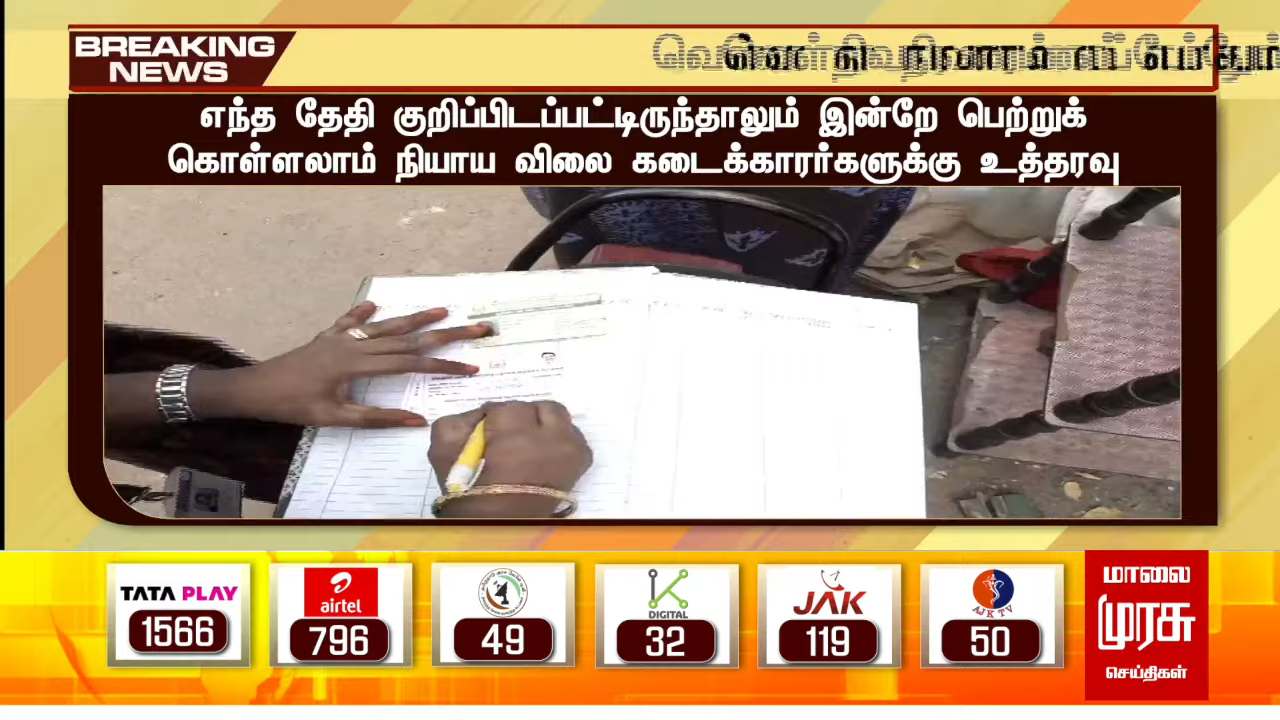 BREAKING
NEWS
எந்த தேதி குறிப்பிடப்பட்டிருந்தாலும் இன்றே பெற்றுக்
கொள்ளலாம் நியாய விலை கடைக்காரர்களுக்கு உத்தரவு
TATA PLAY
1566
airtel
796
49
DIGITAL
32
JAK
119
AJK TV
50
மாலை
முரசு
செய்திகள்